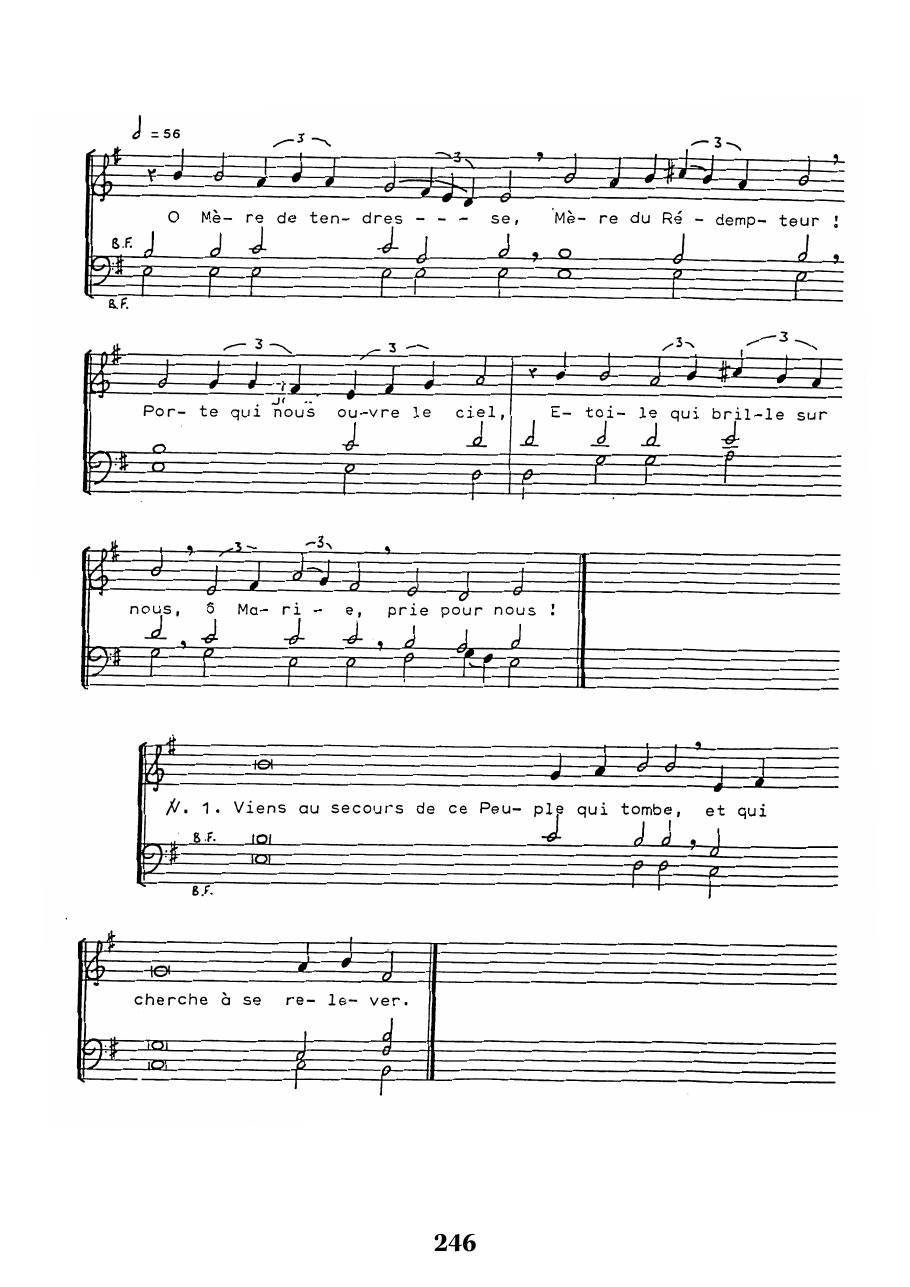 = 56
3 3 3
O Mè- re de ten- dres- - - - se, Mè- re du Ré - demp- teur !
B.F.
B.F.
3 3 3 3
Por- te qui nous ou-vre le ciel, E- toi- le qui bril-le sur
3 3
nous, ô Ma- ri - e, prie pour nous !
V. 1. Viens au secours de ce Peu- ple qui tombe, et qui
B.F.
B.F.
cherche à se re- le- ver.
246